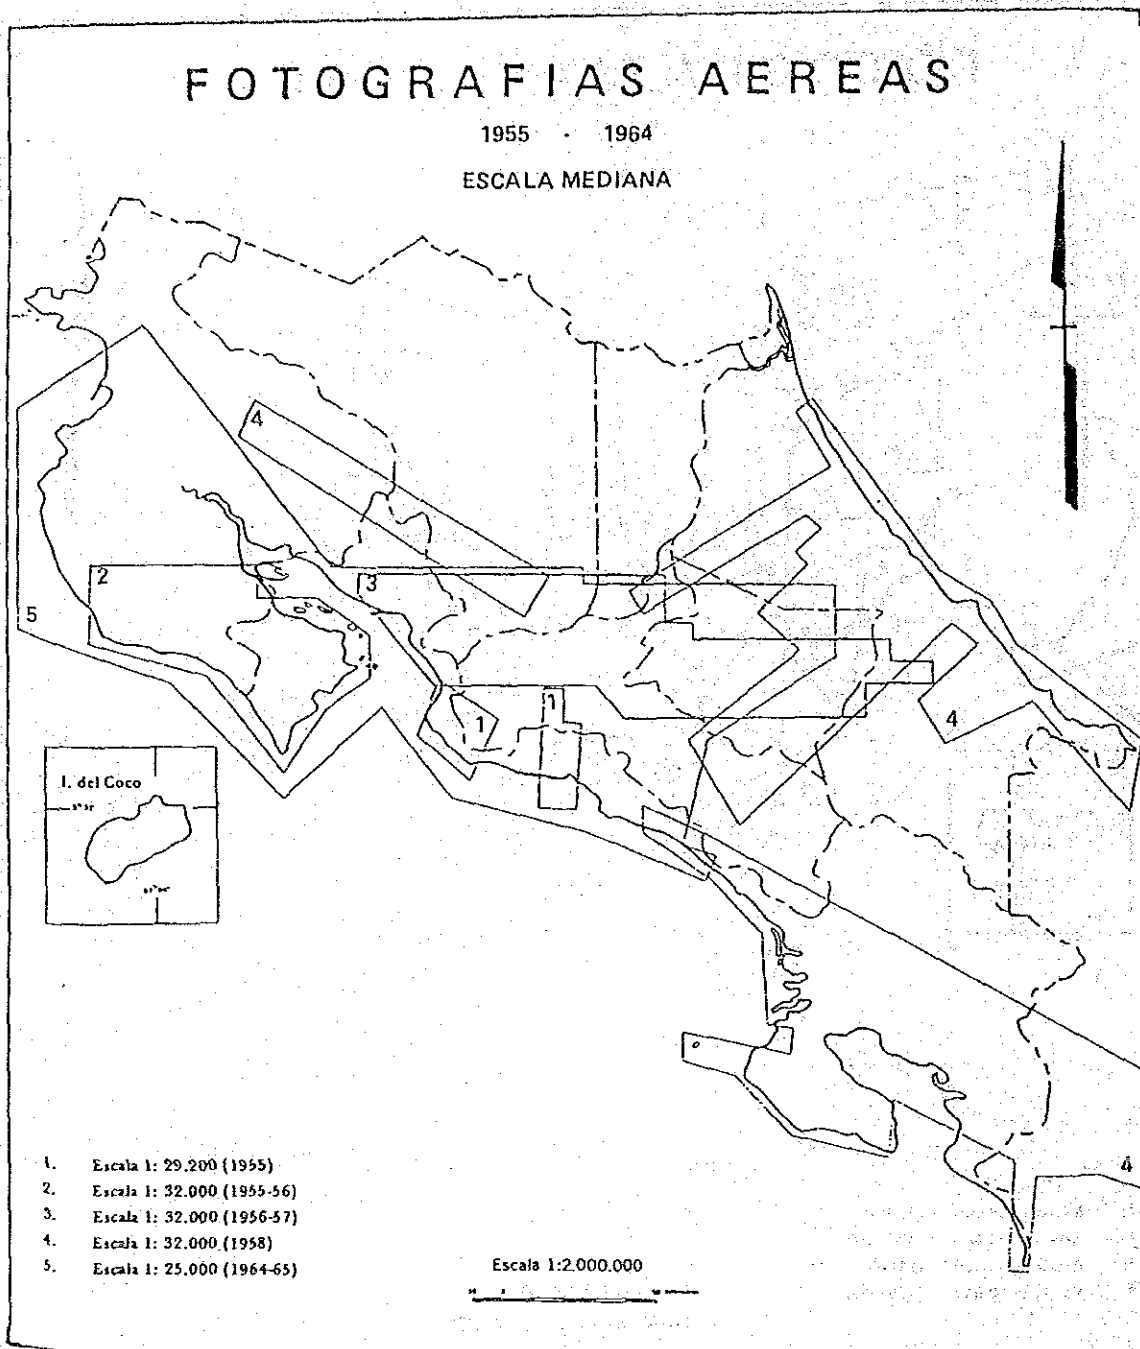 FOTOGRAFIAS AEREAS
1955 - 1964
ESCALA MEDIANA
4
2
3
5
1
1
4
I. del Coco
4
1. Escala 1: 29.200 (1955)
2. Escala 1: 32.000 (1955-56)
3. Escala 1: 32.000 (1956-57)
4. Escala 1: 32.000 (1958)
5. Escala 1: 25.000 (1964-65)
Escala 1:2.000.000